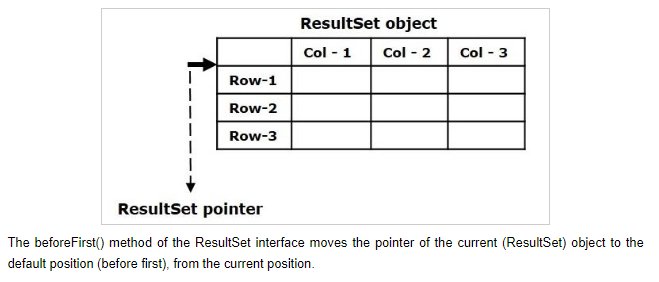 ResultSet object
Col - 1 Col - 2 Col - 3
Row-1
Row-2
Row-3
ResultSet pointer
The beforeFirst() method of the ResultSet interface moves the pointer of the current (ResultSet) object to the
default position (before first), from the current position.